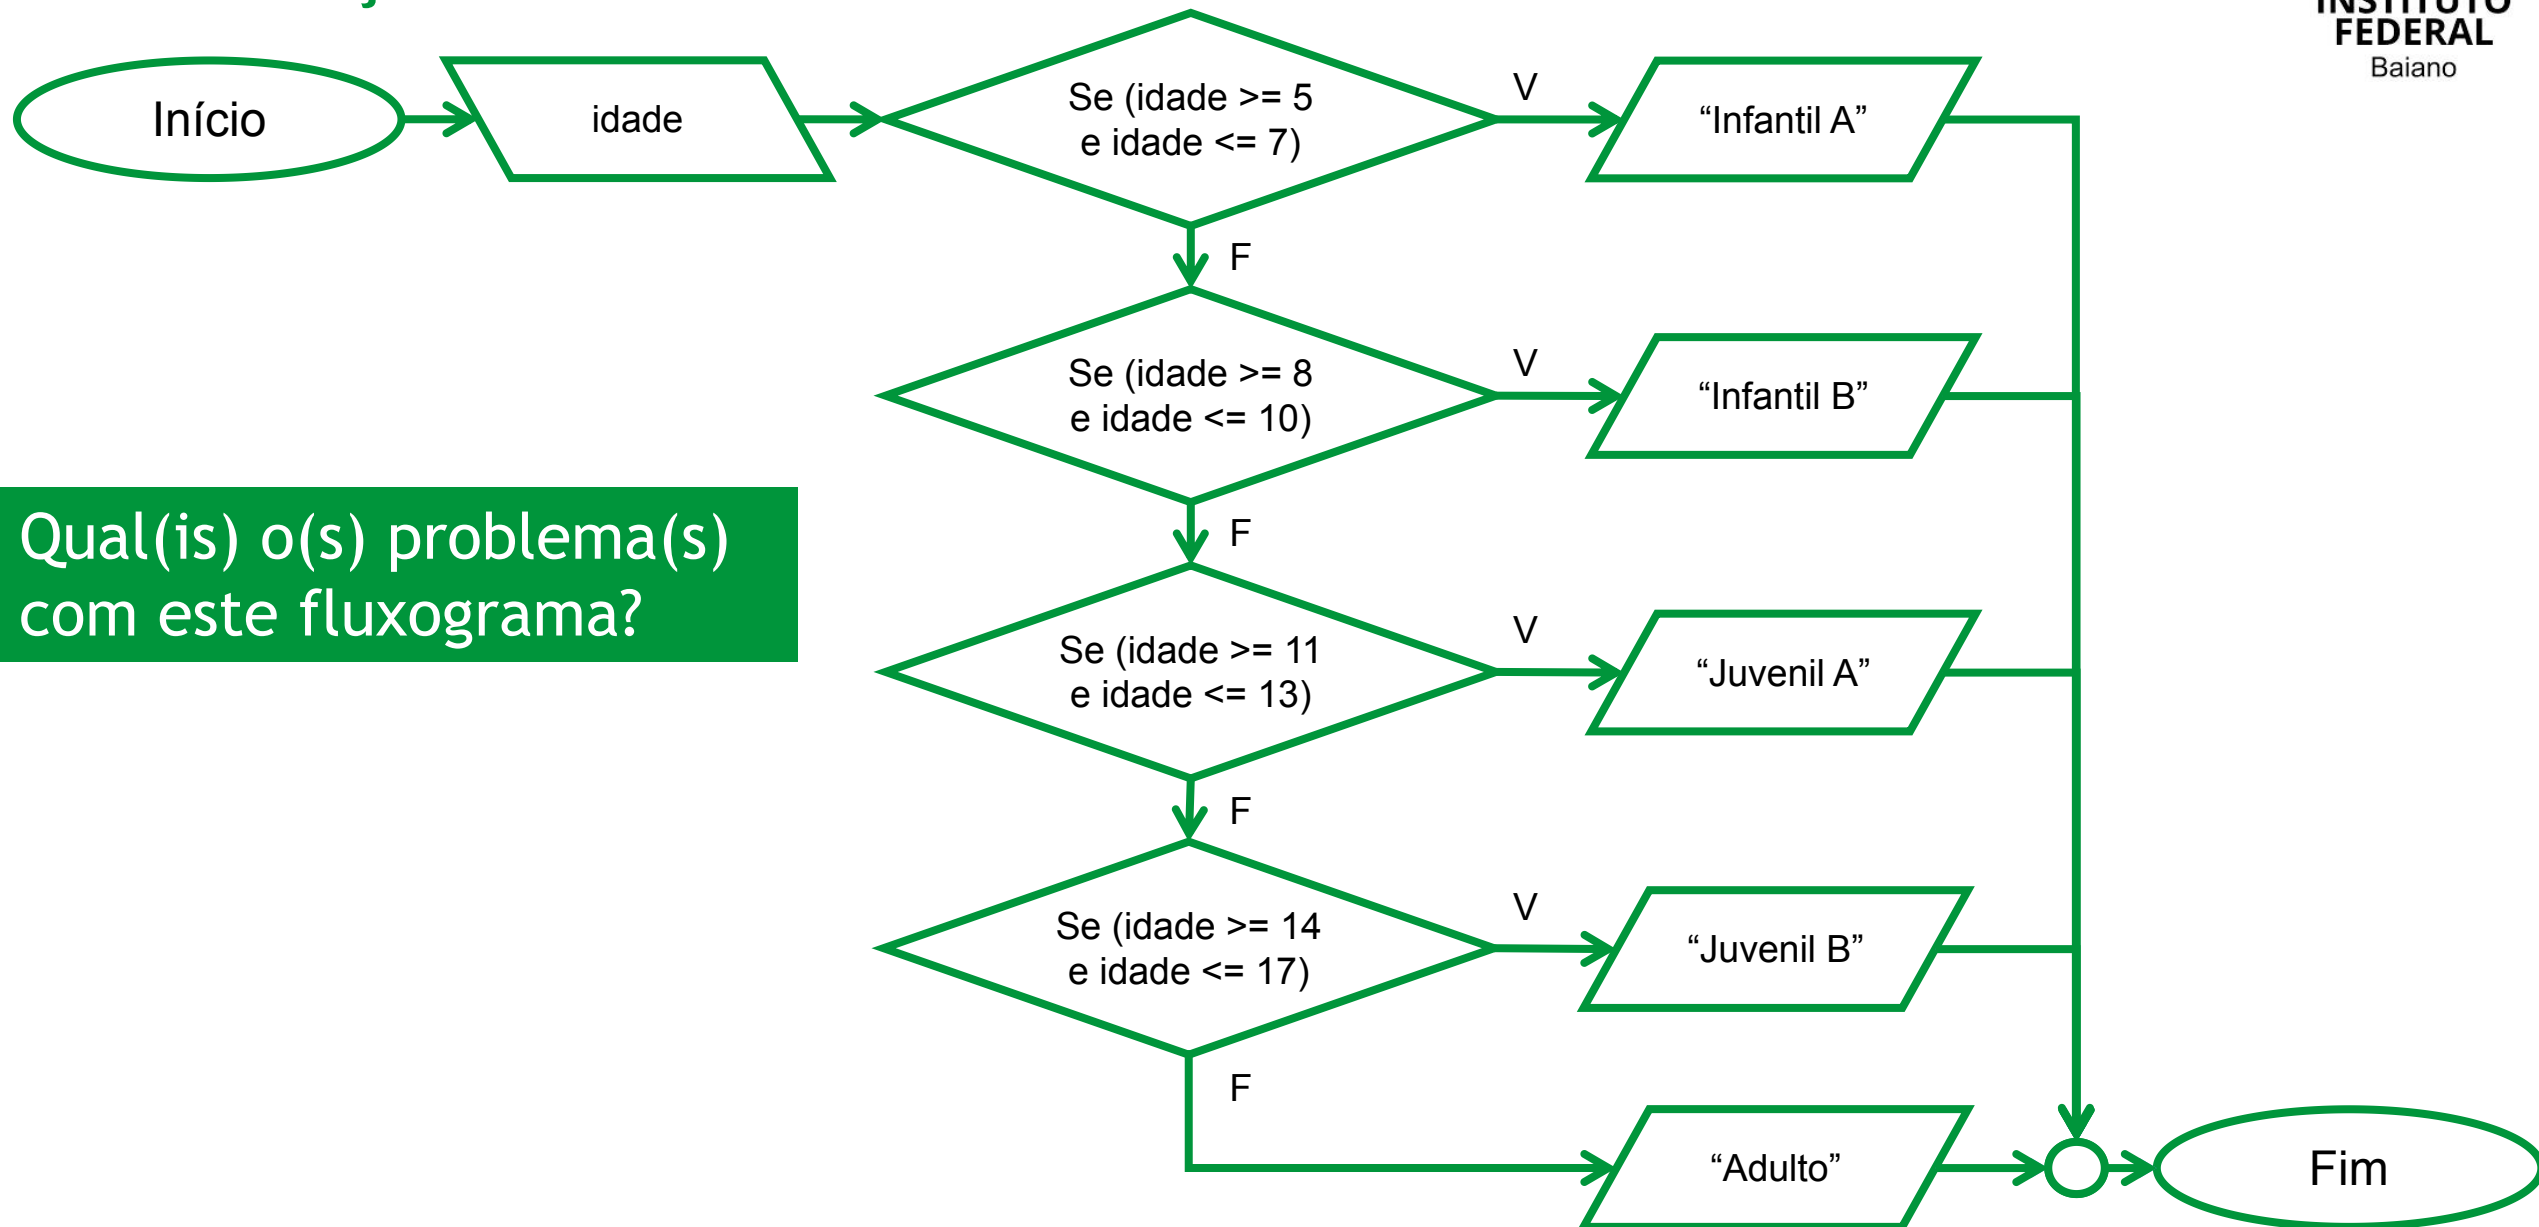 INSTITUTO
FEDERAL
Baiano
Início
idade
Se (idade >= 5
e idade <= 7)
V
“Infantil A”
F
Se (idade >= 8
e idade <= 10)
V
“Infantil B”
F
Qual(is) o(s) problema(s)
com este fluxograma?
Se (idade >= 11
e idade <= 13)
V
“Juvenil A”
F
Se (idade >= 14
e idade <= 17)
V
“Juvenil B”
F
“Adulto”
Fim